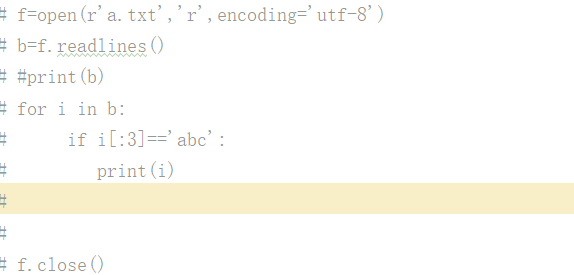 # f=open(r'a.txt','r',encoding='utf-8')
# b=f.readlines()
# #print(b)
# for i in b:
#     if i[:3]=='abc':
#        print(i)
#
#
# f.close()